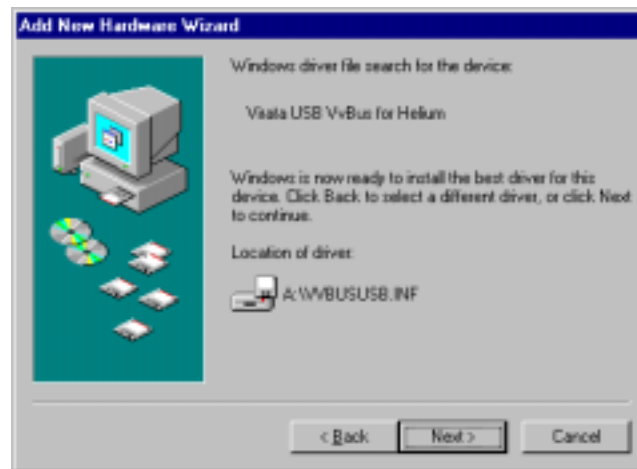 Add New Hardware Wizard
Windows driver file search for the device:
Virata USB VvBus for Helium
Windows is now ready to install the best driver for this
device. Click Back to select a different driver, or click Next
to continue.
Location of driver:
A:\VVBUSUSB.INF
< Back
Next >
Cancel